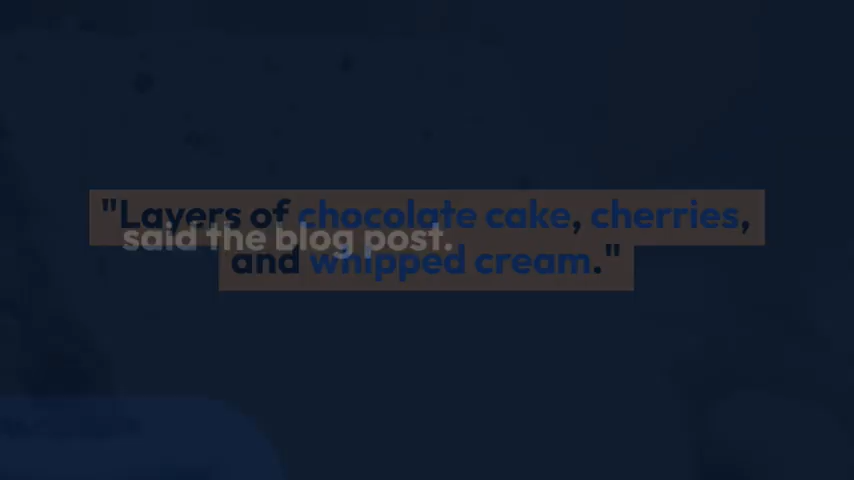 "Layers of chocolate cake, cherries,
said the blog post.
and whipped cream."